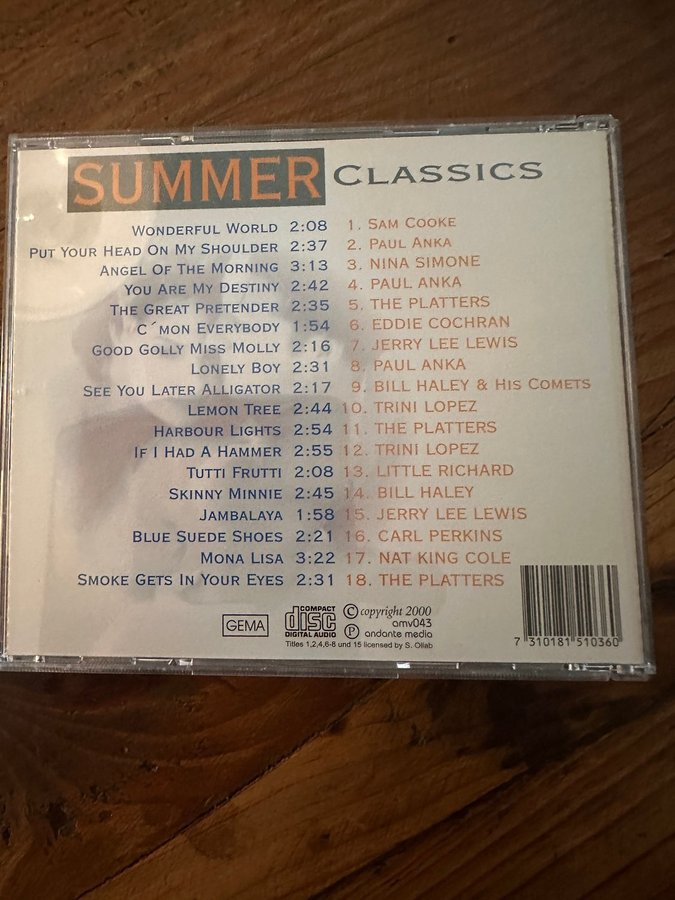 SUMMER CLASSICS
WONDERFUL WORLD 2:08 1. SAM COOKE
PUT YOUR HEAD ON MY SHOULDER 2:37 2. PAUL ANKA
ANGEL OF THE MORNING 3:13 3. NINA SIMONE
YOU ARE MY DESTINY 2:42 4. PAUL ANKA
THE GREAT PRETENDER 2:35 5. THE PLATTERS
C´MON EVERYBODY 1:54 6. EDDIE COCHRAN
GOOD GOLLY MISS MOLLY 2:16 7. JERRY LEE LEWIS
LONELY BOY 2:31 8. PAUL ANKA
SEE YOU LATER ALLIGATOR 2:17 9. BILL HALEY & HIS COMETS
LEMON TREE 2:44 10. TRINI LOPEZ
HARBOUR LIGHTS 2:54 11. THE PLATTERS
IF I HAD A HAMMER 2:55 12. TRINI LOPEZ
TUTTI FRUTTI 2:08 13. LITTLE RICHARD
SKINNY MINNIE 2:45 14. BILL HALEY
JAMBALAYA 1:58 15. JERRY LEE LEWIS
BLUE SUEDE SHOES 2:21 16. CARL PERKINS
MONA LISA 3:22 17. NAT KING COLE
SMOKE GETS IN YOUR EYES 2:31 18. THE PLATTERS
GEMA
COMPACT
disc
DIGITAL AUDIO
© copyright 2000
amv043
℗ andante media
Titles 1,2,4,6-8 und 15 licensed by S. Ollab
7 310181 510360